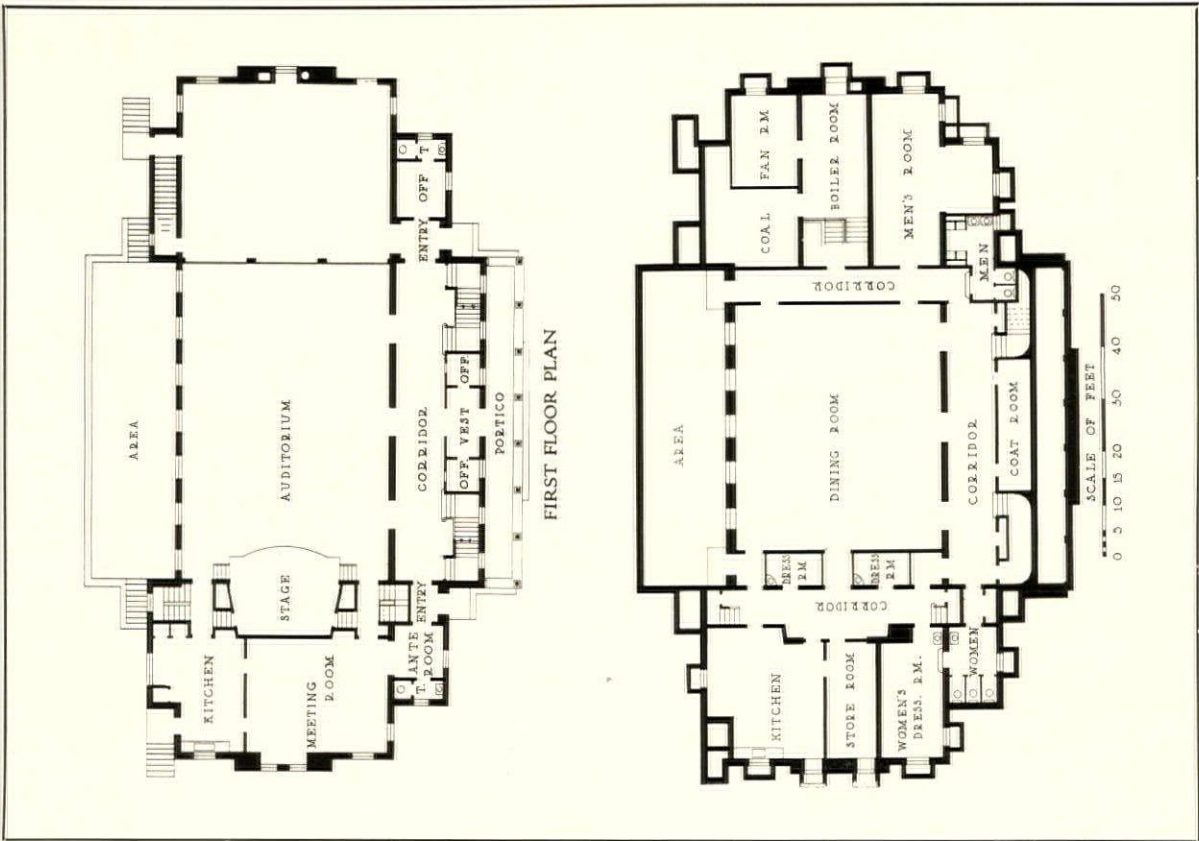 AREA
AUDITORIUM
STAGE
KITCHEN
MEETING
ROOM
ANTE
ROOM
T.
ENTRY
CORRIDOR
OFF.
VEST
OFF.
PORTICO
ENTRY
OFF
T
FIRST FLOOR PLAN
AREA
DINING ROOM
DRESS
RM
DRESS
RM
CORRIDOR
KITCHEN
STORE ROOM
WOMEN'S
DRESS. RM.
WOMEN
CORRIDOR
COAT ROOM
CORRIDOR
COAL
FAN RM
BOILER ROOM
MEN'S ROOM
MEN
SCALE OF FEET
0 5 10 15 20 30 40 50